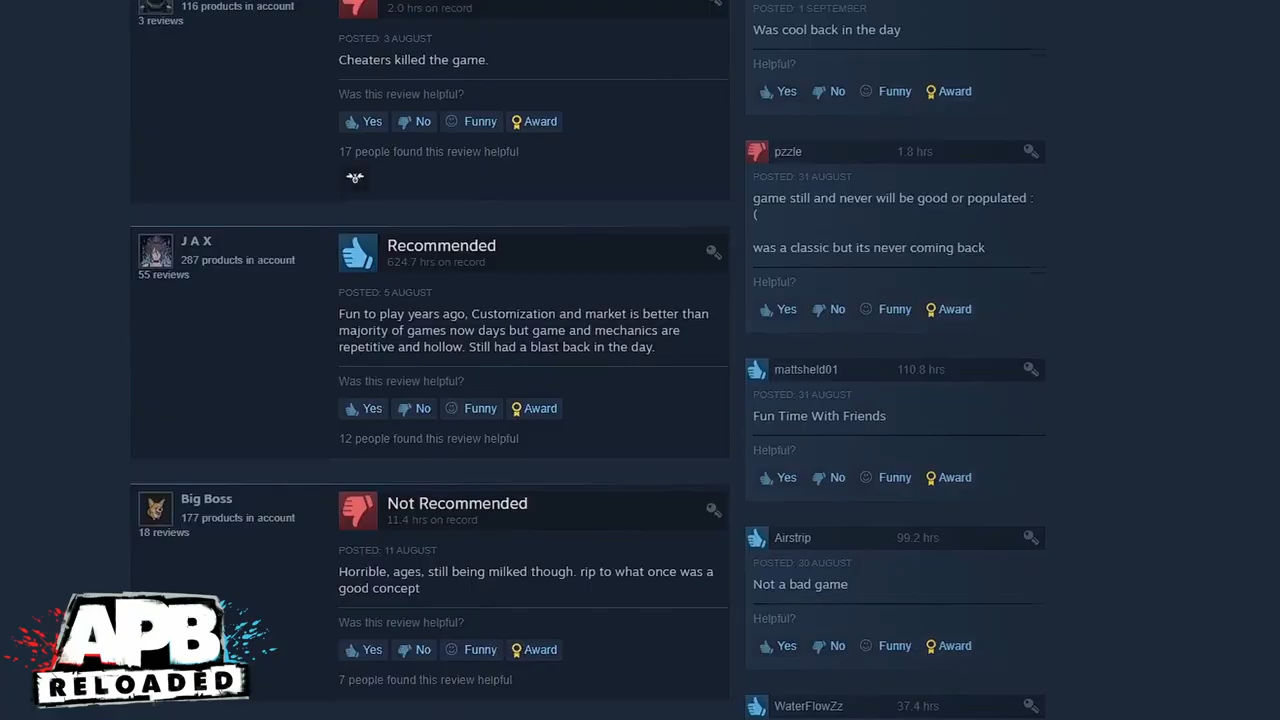 116 products in account
3 reviews
2.0 hrs on record
POSTED: 3 AUGUST
Cheaters killed the game.
Was this review helpful?
Yes
No
Funny
Award
17 people found this review helpful
J A X
287 products in account
55 reviews
Recommended
624.7 hrs on record
POSTED: 5 AUGUST
Fun to play years ago, Customization and market is better than
majority of games now days but game and mechanics are
repetitive and hollow. Still had a blast back in the day.
Was this review helpful?
Yes
No
Funny
Award
12 people found this review helpful
Big Boss
177 products in account
18 reviews
Not Recommended
11.4 hrs on record
POSTED: 11 AUGUST
Horrible, ages, still being milked though. rip to what once was a
good concept
Was this review helpful?
Yes
No
Funny
Award
7 people found this review helpful
APB
RELOADED
POSTED: 1 SEPTEMBER
Was cool back in the day
Helpful?
Yes
No
Funny
Award
pzzle
1.8 hrs
POSTED: 31 AUGUST
game still and never will be good or populated :
(
was a classic but its never coming back
Helpful?
Yes
No
Funny
Award
mattsheld01
110.8 hrs
POSTED: 31 AUGUST
Fun Time With Friends
Helpful?
Yes
No
Funny
Award
Airstrip
99.2 hrs
POSTED: 30 AUGUST
Not a bad game
Helpful?
Yes
No
Funny
Award
WaterFlowZz
37.4 hrs